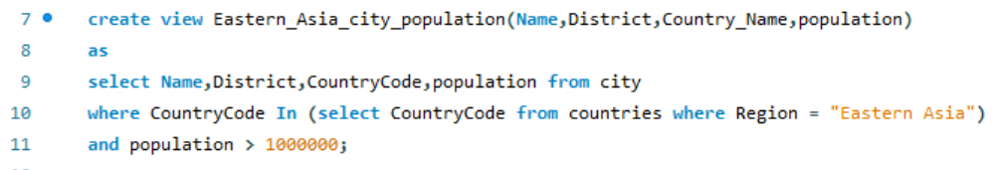 7 create view Eastern_Asia_city_population(Name,District,Country_Name,population)
8 as
9 select Name,District,CountryCode,population from city
10 where CountryCode In (select CountryCode from countries where Region = "Eastern Asia")
11 and population > 1000000;